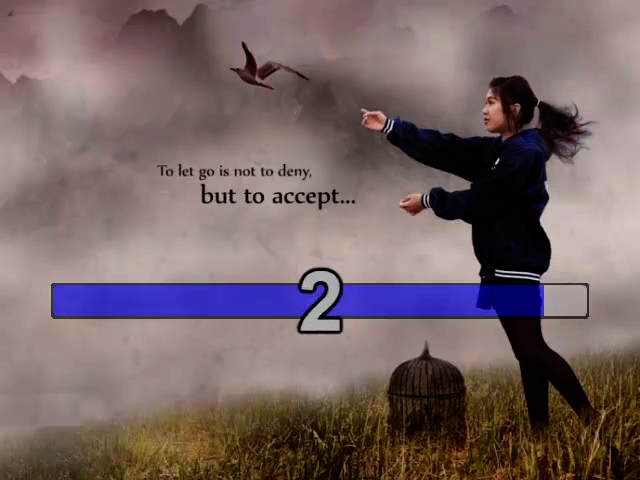 To let go is not to deny,
but to accept...
2